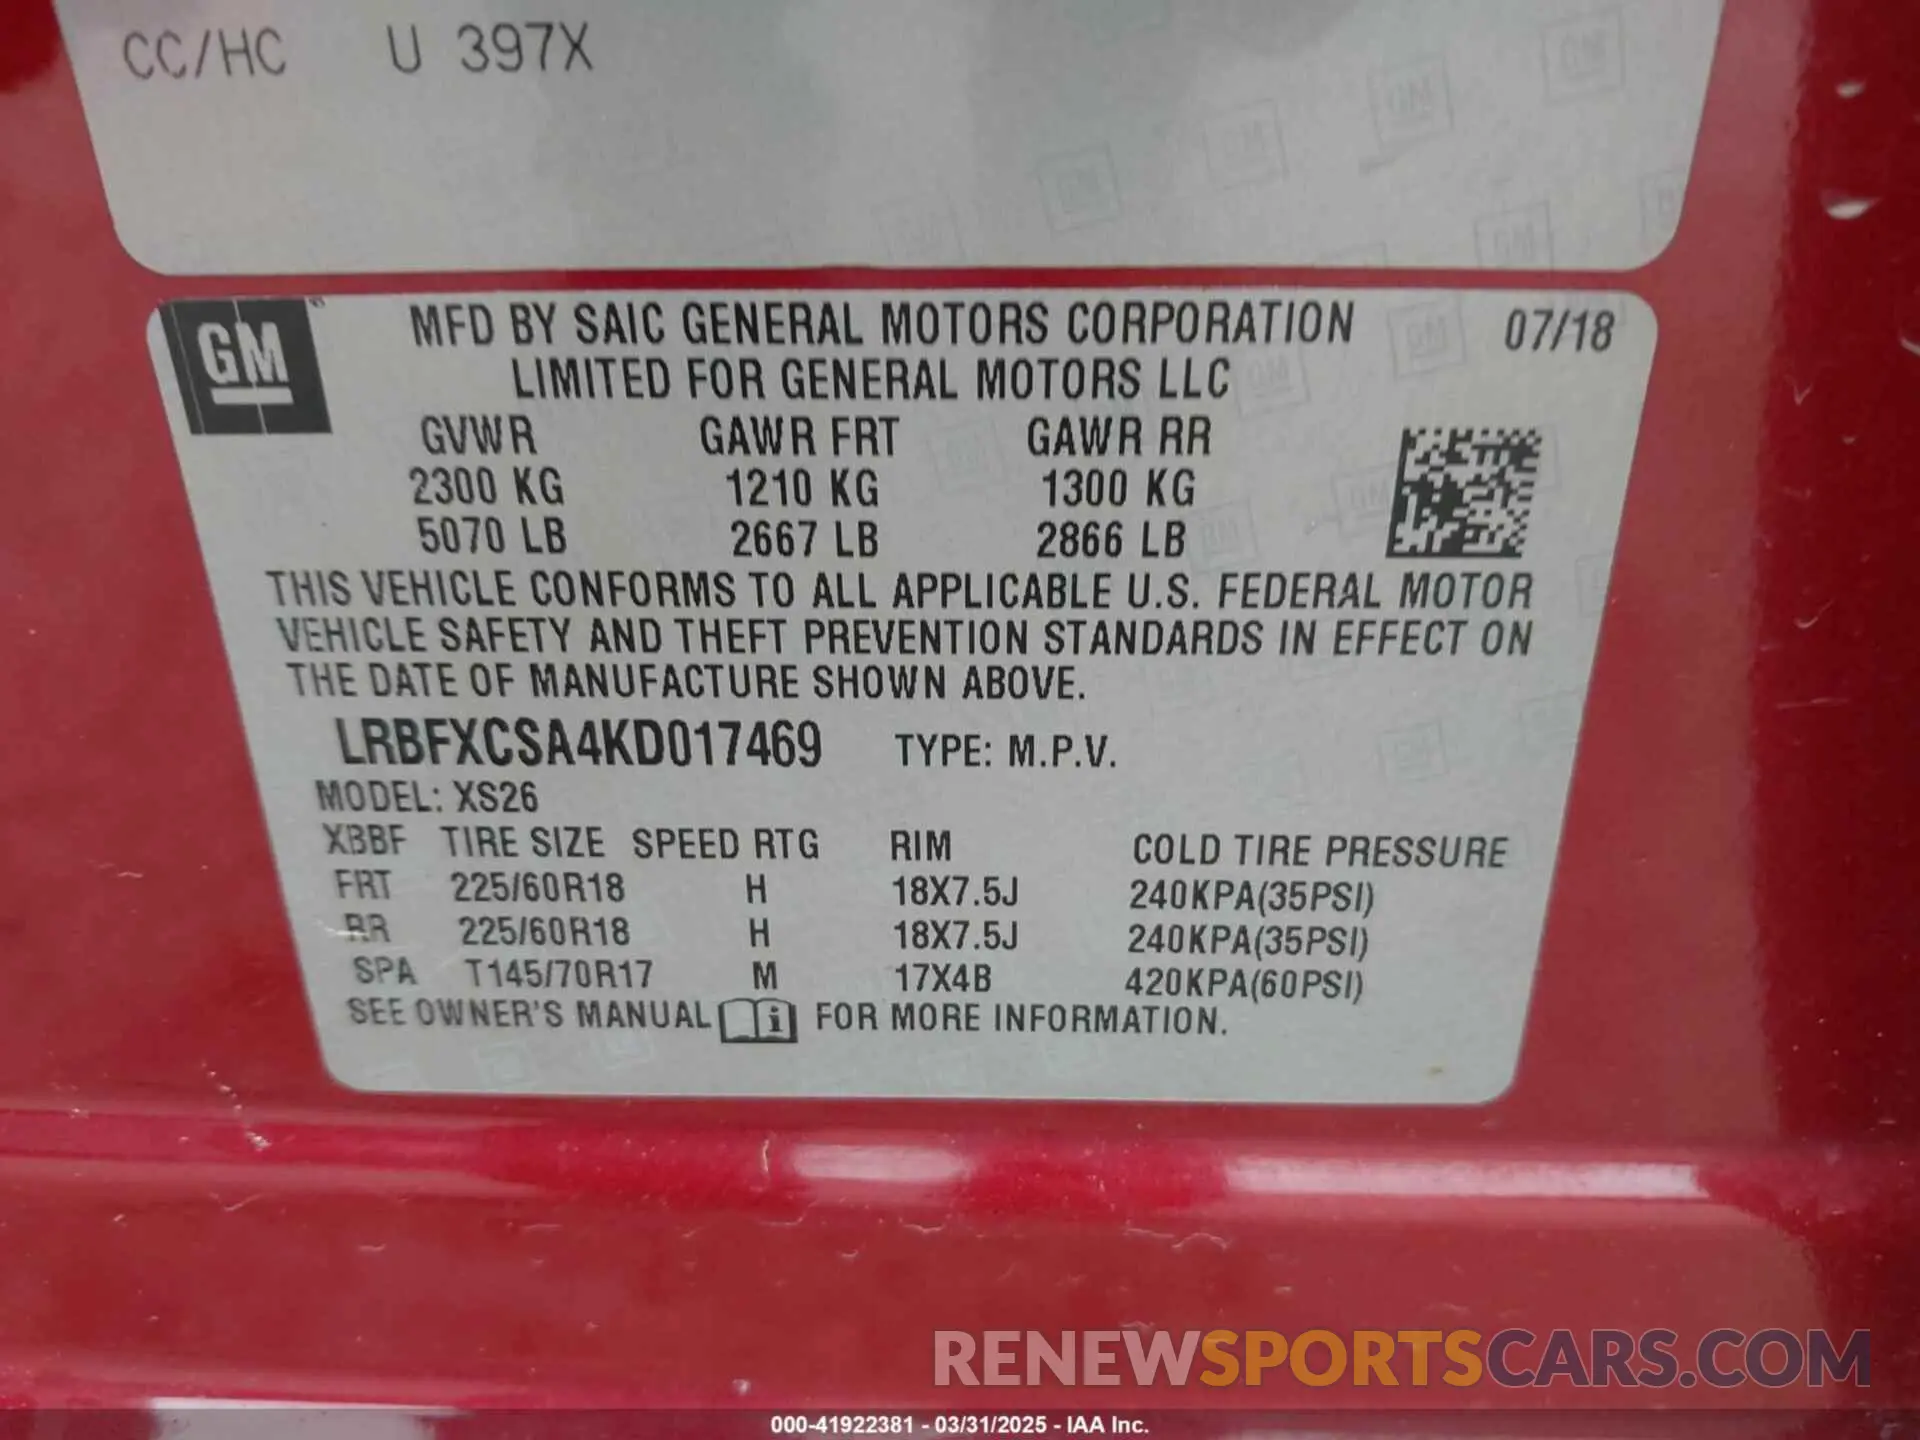 CC/HC U 397X
GM
MFD BY SAIC GENERAL MOTORS CORPORATION 07/18
LIMITED FOR GENERAL MOTORS LLC
GVWR GAWR FRT GAWR RR
2300 KG 1210 KG 1300 KG
5070 LB 2667 LB 2866 LB
THIS VEHICLE CONFORMS TO ALL APPLICABLE U.S. FEDERAL MOTOR
VEHICLE SAFETY AND THEFT PREVENTION STANDARDS IN EFFECT ON
THE DATE OF MANUFACTURE SHOWN ABOVE.
LRBFXCSA4KD017469 TYPE: M.P.V.
MODEL: XS26
XBBF TIRE SIZE SPEED RTG RIM COLD TIRE PRESSURE
FRT 225/60R18 H 18X7.5J 240KPA(35PSI)
RR 225/60R18 H 18X7.5J 240KPA(35PSI)
SPA T145/70R17 M 17X4B 420KPA(60PSI)
SEE OWNER'S MANUAL i FOR MORE INFORMATION.
RENEWSPORTSCARS.COM
000-41922381 - 03/31/2025 - IAA Inc.